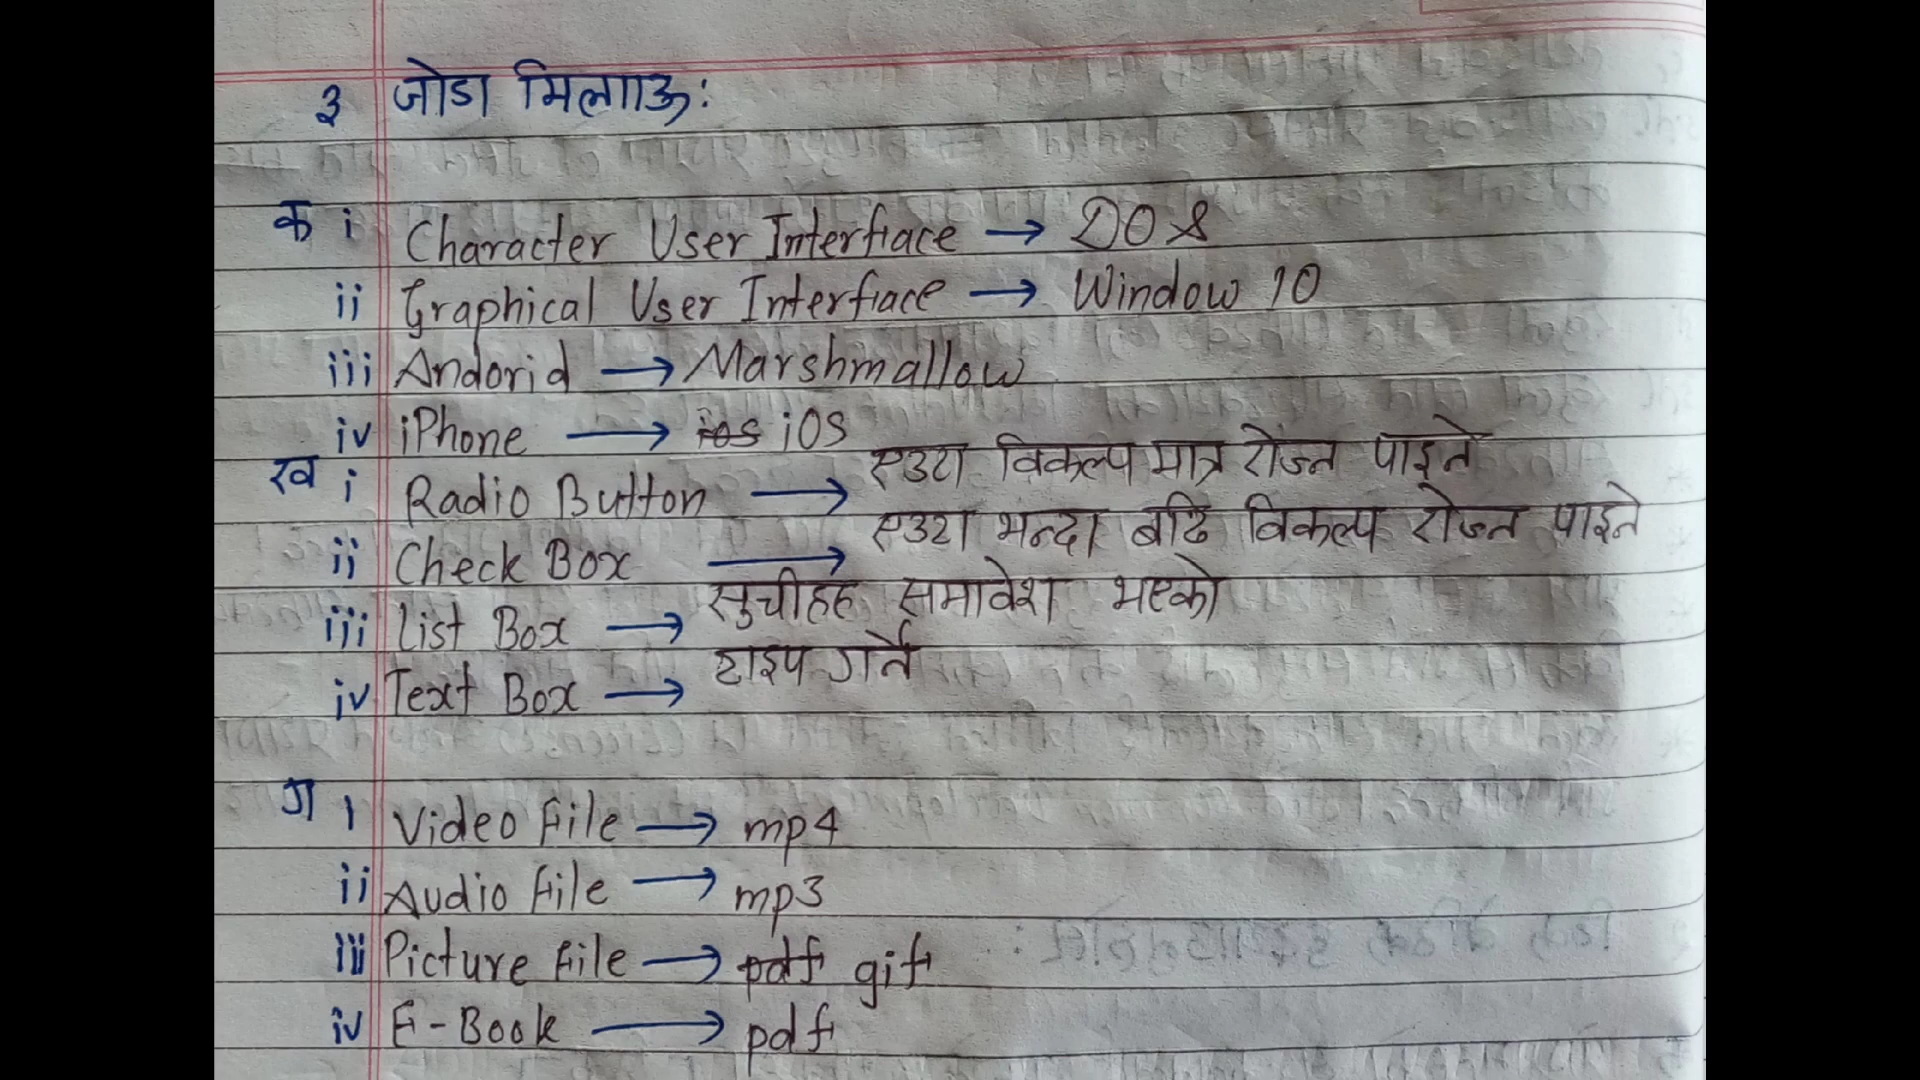 ३ जोडा मिलाऊ:
क i Character User Interface → DOS
ii Graphical User Interface → Window 10
iii Andorid → Marshmallow
iv iPhone → ios iOS
ख i Radio Button → एउटा विकल्प मात्र रोज्न पाइने
ii Check Box → एउटा भन्दा बढि विकल्प रोज्न पाइने
iii List Box → सुचीहरु समावेश भएको
iv Text Box → टाइप गर्ने
ग i Video File → mp4
ii Audio File → mp3
iii Picture File → pdf gif
iv E-Book → pdf